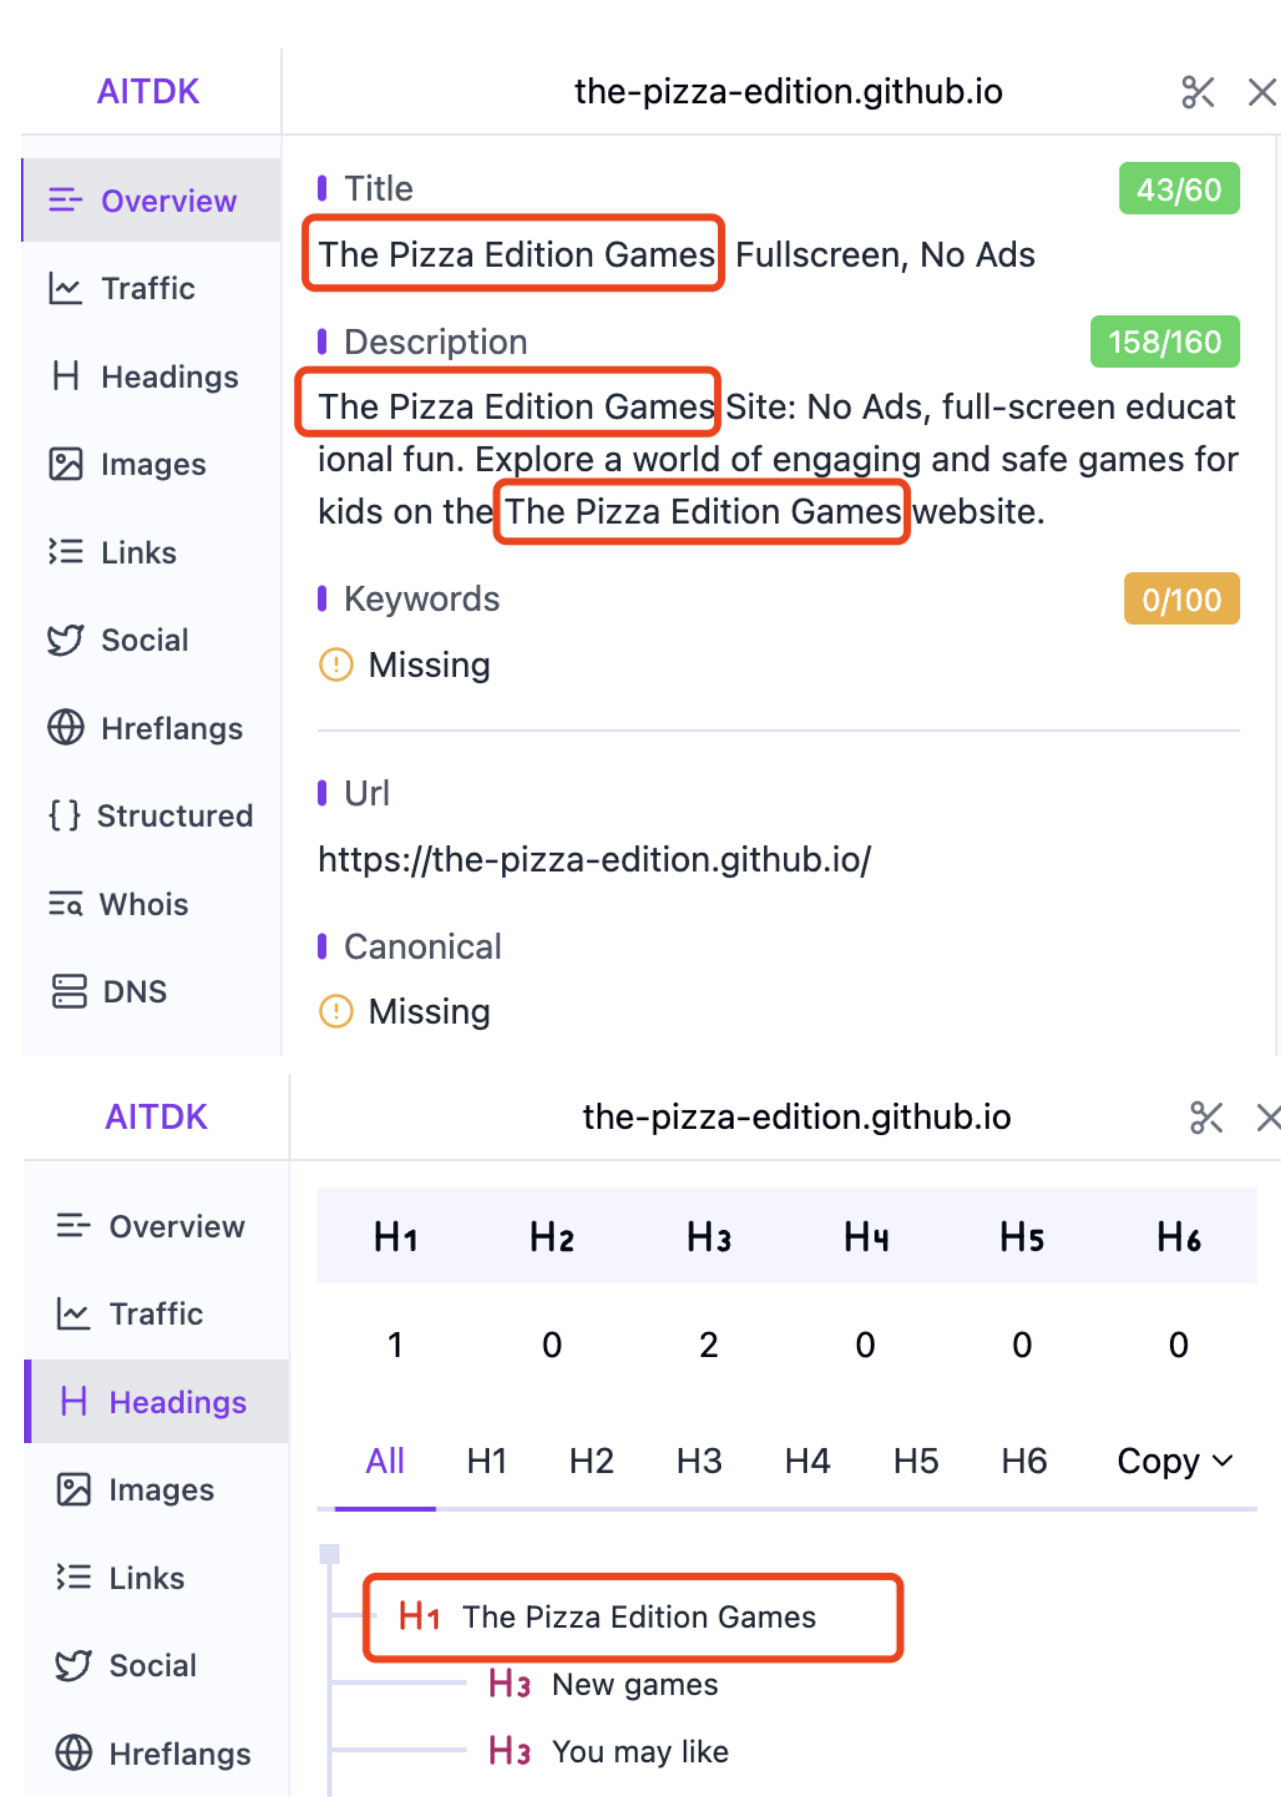 AITDK
the-pizza-edition.github.io
Overview
Traffic
Headings
Images
Links
Social
Hreflangs
Structured
Whois
DNS
Title
43/60
The Pizza Edition Games Fullscreen, No Ads
Description
158/160
The Pizza Edition Games Site: No Ads, full-screen educat
ional fun. Explore a world of engaging and safe games for
kids on the The Pizza Edition Games website.
Keywords
0/100
Missing
Url
https://the-pizza-edition.github.io/
Canonical
Missing
AITDK
the-pizza-edition.github.io
Overview
Traffic
Headings
Images
Links
Social
Hreflangs
H1 H2 H3 H4 H5 H6
1 0 2 0 0 0
All H1 H2 H3 H4 H5 H6 Copy
H1 The Pizza Edition Games
H3 New games
H3 You may like